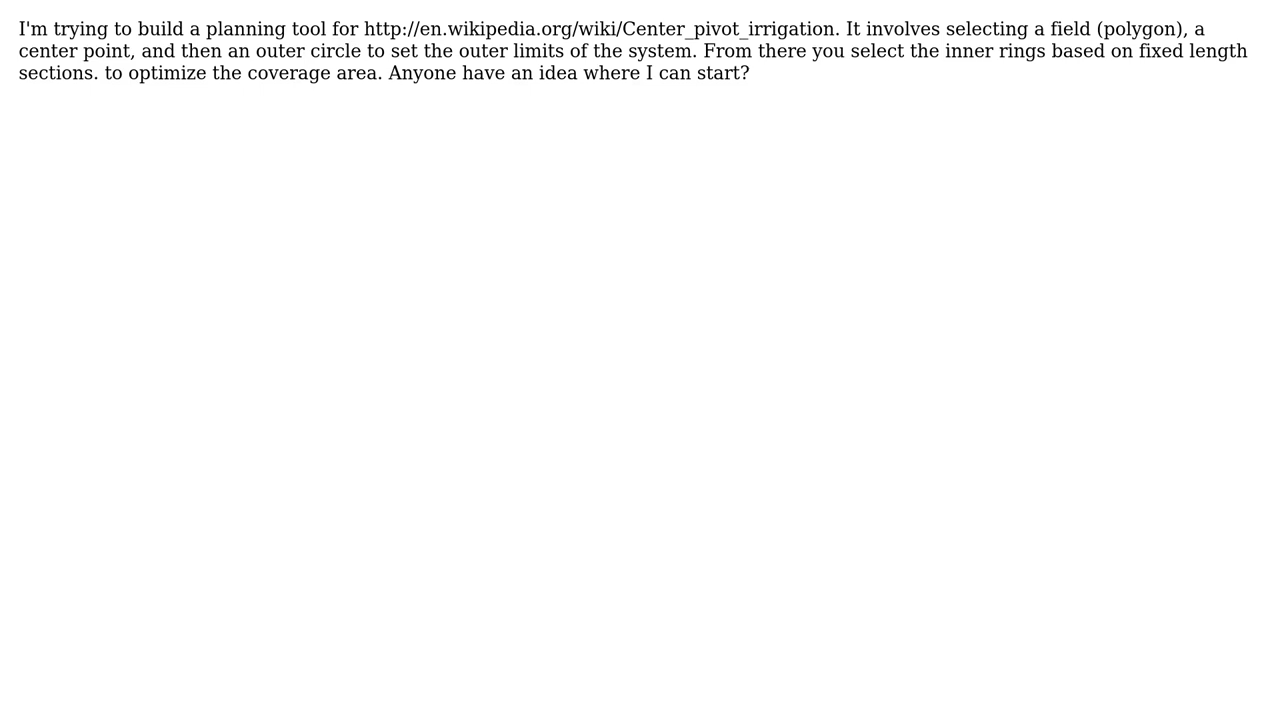 I'm trying to build a planning tool for http://en.wikipedia.org/wiki/Center_pivot_irrigation. It involves selecting a field (polygon), a
center point, and then an outer circle to set the outer limits of the system. From there you select the inner rings based on fixed length
sections. to optimize the coverage area. Anyone have an idea where I can start?